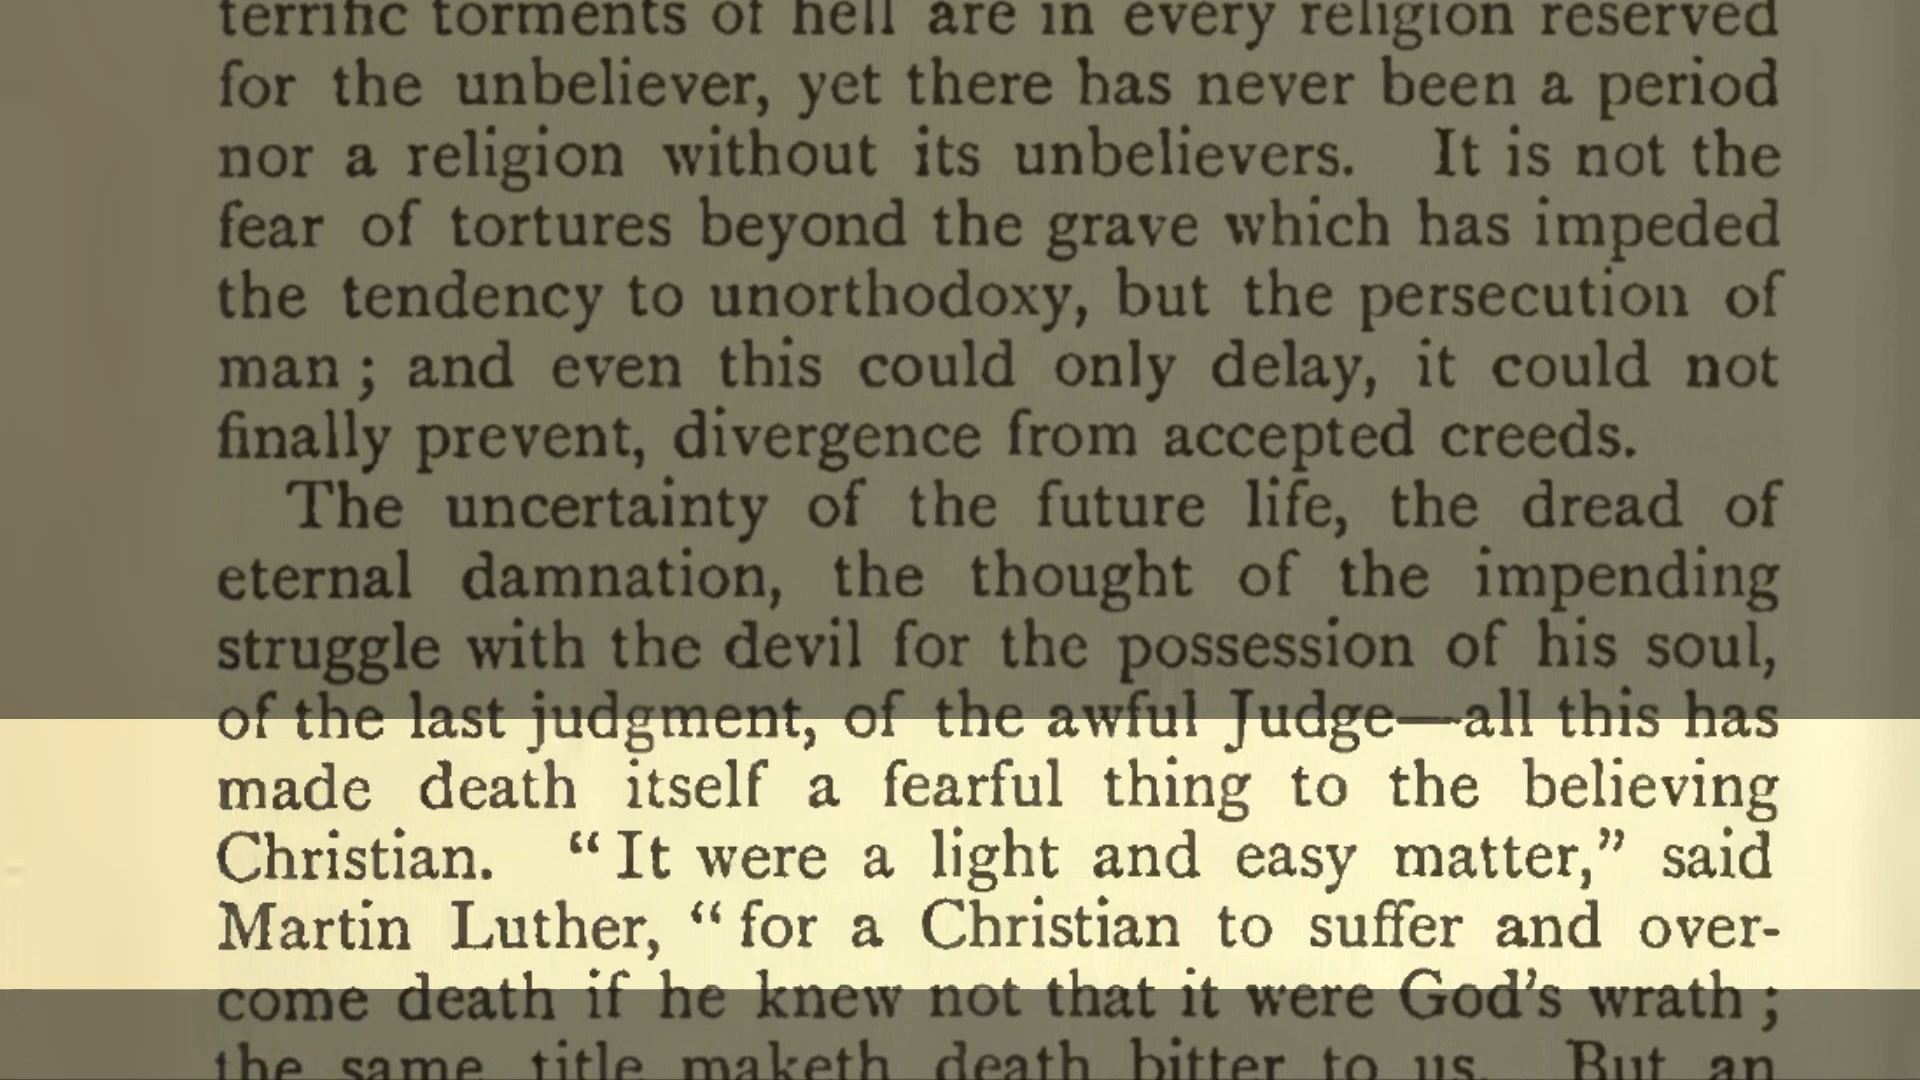 terrific torments of hell are in every religion reserved
for the unbeliever, yet there has never been a period
nor a religion without its unbelievers. It is not the
fear of tortures beyond the grave which has impeded
the tendency to unorthodoxy, but the persecution of
man ; and even this could only delay, it could not
finally prevent, divergence from accepted creeds.
The uncertainty of the future life, the dread of
eternal damnation, the thought of the impending
struggle with the devil for the possession of his soul,
of the last judgment, of the awful Judge—all this has
made death itself a fearful thing to the believing
Christian. “It were a light and easy matter,” said
Martin Luther, “for a Christian to suffer and over-
come death if he knew not that it were God’s wrath ;
the same title maketh death bitter to us. But an